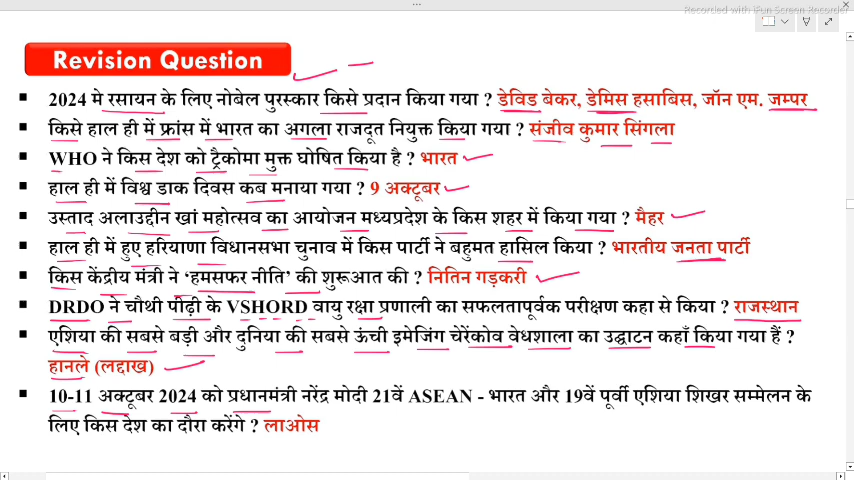 Recorded with iFun Screen Recorder
Revision Question
2024 मे रसायन के लिए नोबेल पुरस्कार किसे प्रदान किया गया ? डेविड बेकर, डेमिस हसाबिस, जॉन एम. जम्पर
किसे हाल ही में फ्रांस में भारत का अगला राजदूत नियुक्त किया गया ? संजीव कुमार सिंगला
WHO ने किस देश को ट्रैकोमा मुक्त घोषित किया है ? भारत
हाल ही में विश्व डाक दिवस कब मनाया गया ? 9 अक्टूबर
उस्ताद अलाउद्दीन खां महोत्सव का आयोजन मध्यप्रदेश के किस शहर में किया गया ? मैहर
हाल ही में हुए हरियाणा विधानसभा चुनाव में किस पार्टी ने बहुमत हासिल किया ? भारतीय जनता पार्टी
किस केंद्रीय मंत्री ने ‘हमसफर नीति’ की शुरूआत की ? नितिन गड़करी
DRDO ने चौथी पीढ़ी के VSHORD वायु रक्षा प्रणाली का सफलतापूर्वक परीक्षण कहा से किया ? राजस्थान
एशिया की सबसे बड़ी और दुनिया की सबसे ऊंची इमेजिंग चेरेंकोव वेधशाला का उद्घाटन कहाँ किया गया हैं ?
हानले (लद्दाख)
10-11 अक्टूबर 2024 को प्रधानमंत्री नरेंद्र मोदी 21वें ASEAN - भारत और 19वें पूर्वी एशिया शिखर सम्मेलन के
लिए किस देश का दौरा करेंगे ? लाओस